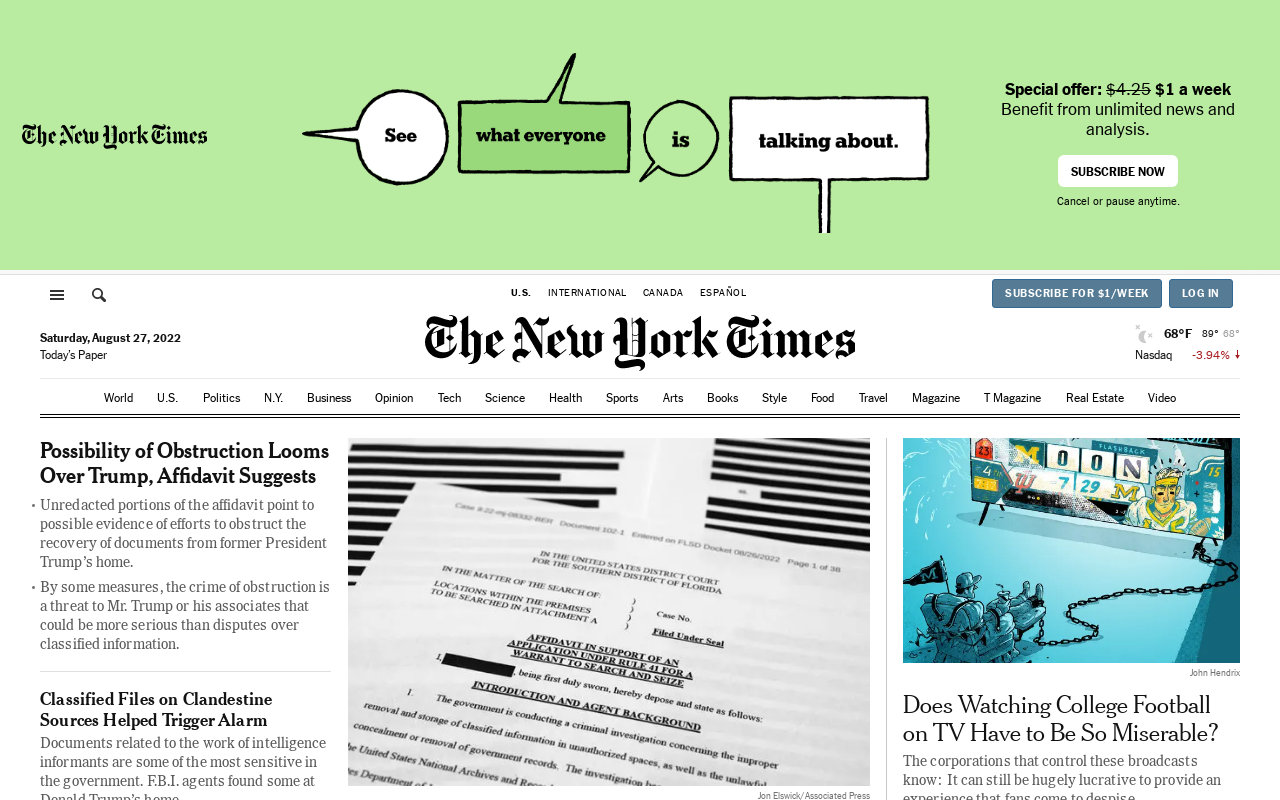 The New York Times
See
what everyone
is
talking about.
Special offer: $4.25 $1 a week
Benefit from unlimited news and
analysis.
SUBSCRIBE NOW
Cancel or pause anytime.
U.S.
INTERNATIONAL
CANADA
ESPAÑOL
SUBSCRIBE FOR $1/WEEK
LOG IN
Saturday, August 27, 2022
Today's Paper
The New York Times
68°F 89° 68°
Nasdaq -3.94% ↓
World U.S. Politics N.Y. Business Opinion Tech Science Health Sports Arts Books Style Food Travel Magazine T Magazine Real Estate Video
Possibility of Obstruction Looms
Over Trump, Affidavit Suggests
• Unredacted portions of the affidavit point to
possible evidence of efforts to obstruct the
recovery of documents from former President
Trump's home.
• By some measures, the crime of obstruction is
a threat to Mr. Trump or his associates that
could be more serious than disputes over
classified information.
Classified Files on Clandestine
Sources Helped Trigger Alarm
Documents related to the work of intelligence
informants are some of the most sensitive in
the government. F.B.I. agents found some at
Donald Trump's home.
Case 9:22-mj-08332-BER Document 102-1 Entered on FLSD Docket 08/26/2022 Page 1 of 38
IN THE UNITED STATES DISTRICT COURT
FOR THE SOUTHERN DISTRICT OF FLORIDA
IN THE MATTER OF THE SEARCH OF:
LOCATIONS WITHIN THE PREMISES
TO BE SEARCHED IN ATTACHMENT A
)
)
)
Case No.
Filed Under Seal
AFFIDAVIT IN SUPPORT OF AN
APPLICATION UNDER RULE 41 FOR A
WARRANT TO SEARCH AND SEIZE
I, being first duly sworn, hereby depose and state as follows:
INTRODUCTION AND AGENT BACKGROUND
1. The government is conducting a criminal investigation concerning the improper
removal and storage of classified information in unauthorized spaces, as well as the unlawful
concealment or removal of government records. The investigation
he United States National Archives and
Department of
Jon Elswick/Associated Press
FLASHBACK
23
M
O O N
15
4
W
7 29
M
M
John Hendrix
Does Watching College Football
on TV Have to Be So Miserable?
The corporations that control these broadcasts
know: It can still be hugely lucrative to provide an
experience that fans come to despise.